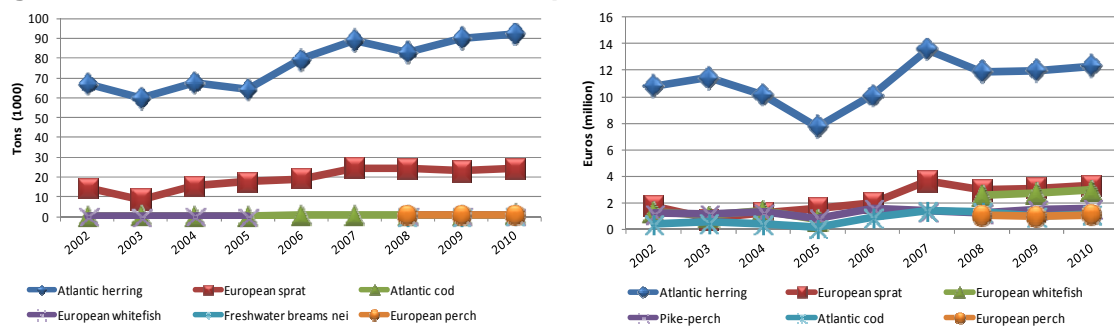 100
90
80
70
60
50
40
30
20
10
0
Tons (1000)
2002 2003 2004 2005 2006 2007 2008 2009 2010
Atlantic herring European sprat Atlantic cod
European whitefish Freshwater breams nei European perch
16
14
12
10
8
6
4
2
0
Euros (million)
2002 2003 2004 2005 2006 2007 2008 2009 2010
Atlantic herring European sprat European whitefish
Pike-perch Atlantic cod European perch